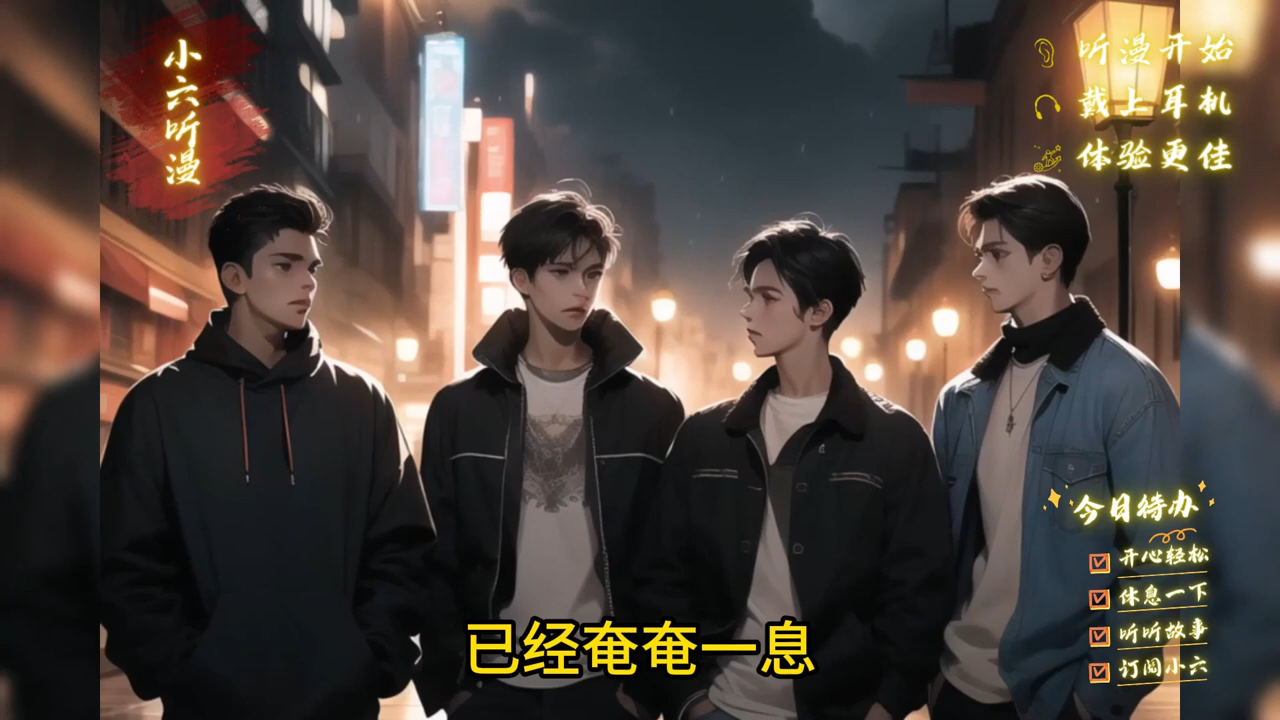 小六听漫
听漫开始
戴上耳机
体验更佳
今日待办
开心轻松
休息一下
听听故事
订阅小六
已经奄奄一息